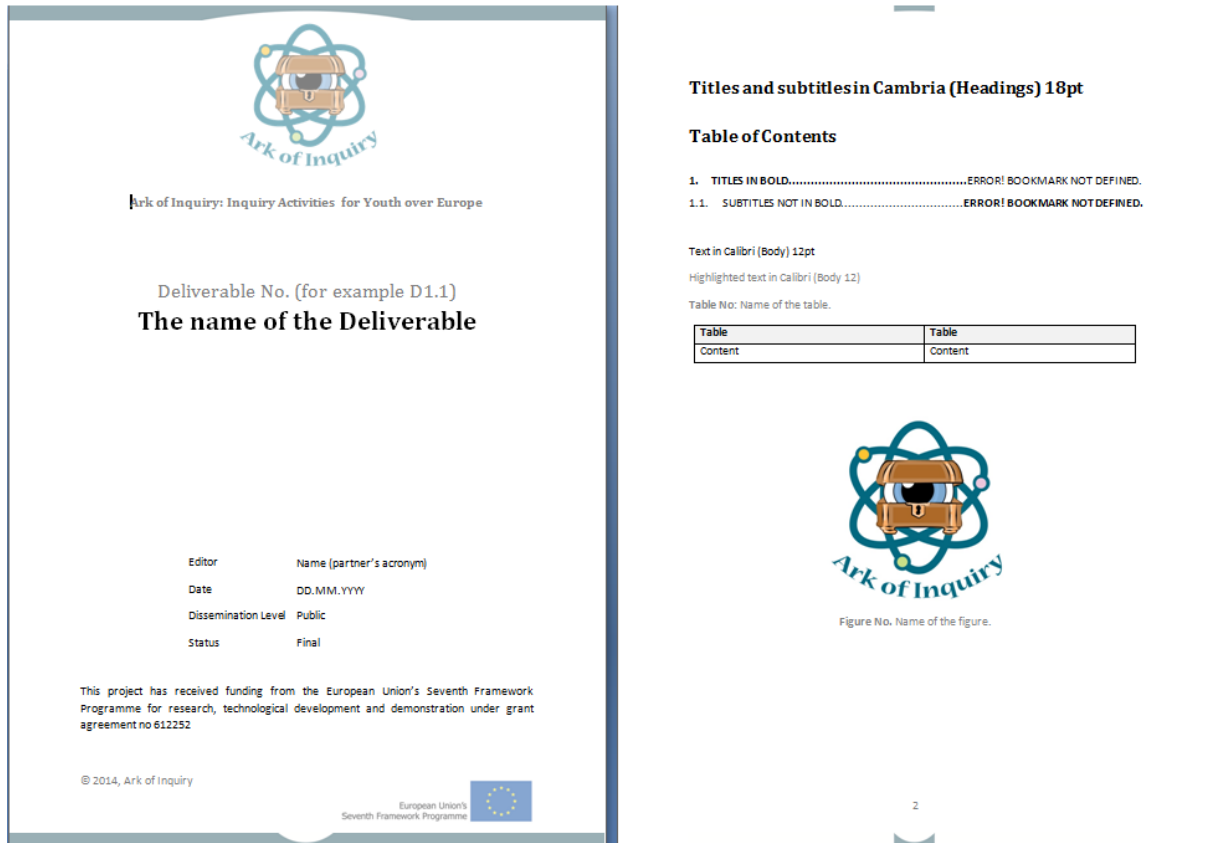 Ark of Inquiry
Ark of Inquiry: Inquiry Activities for Youth over Europe
Deliverable No. (for example D1.1)
The name of the Deliverable
Editor Name (partner's acronym)
Date DD.MM.YYYY
Dissemination Level Public
Status Final
This project has received funding from the European Union's Seventh Framework
Programme for research, technological development and demonstration under grant
agreement no 612252
© 2014, Ark of Inquiry
European Union's
Seventh Framework Programme
Titles and subtitles in Cambria (Headings) 18pt
Table of Contents
1. TITLES IN BOLD.................................................ERROR! BOOKMARK NOT DEFINED.
1.1. SUBTITLES NOT IN BOLD..................................ERROR! BOOKMARK NOT DEFINED.
Text in Calibri (Body) 12pt
Highlighted text in Calibri (Body 12)
Table No: Name of the table.
Table Table
Content Content
Ark of Inquiry
Figure No. Name of the figure.
2